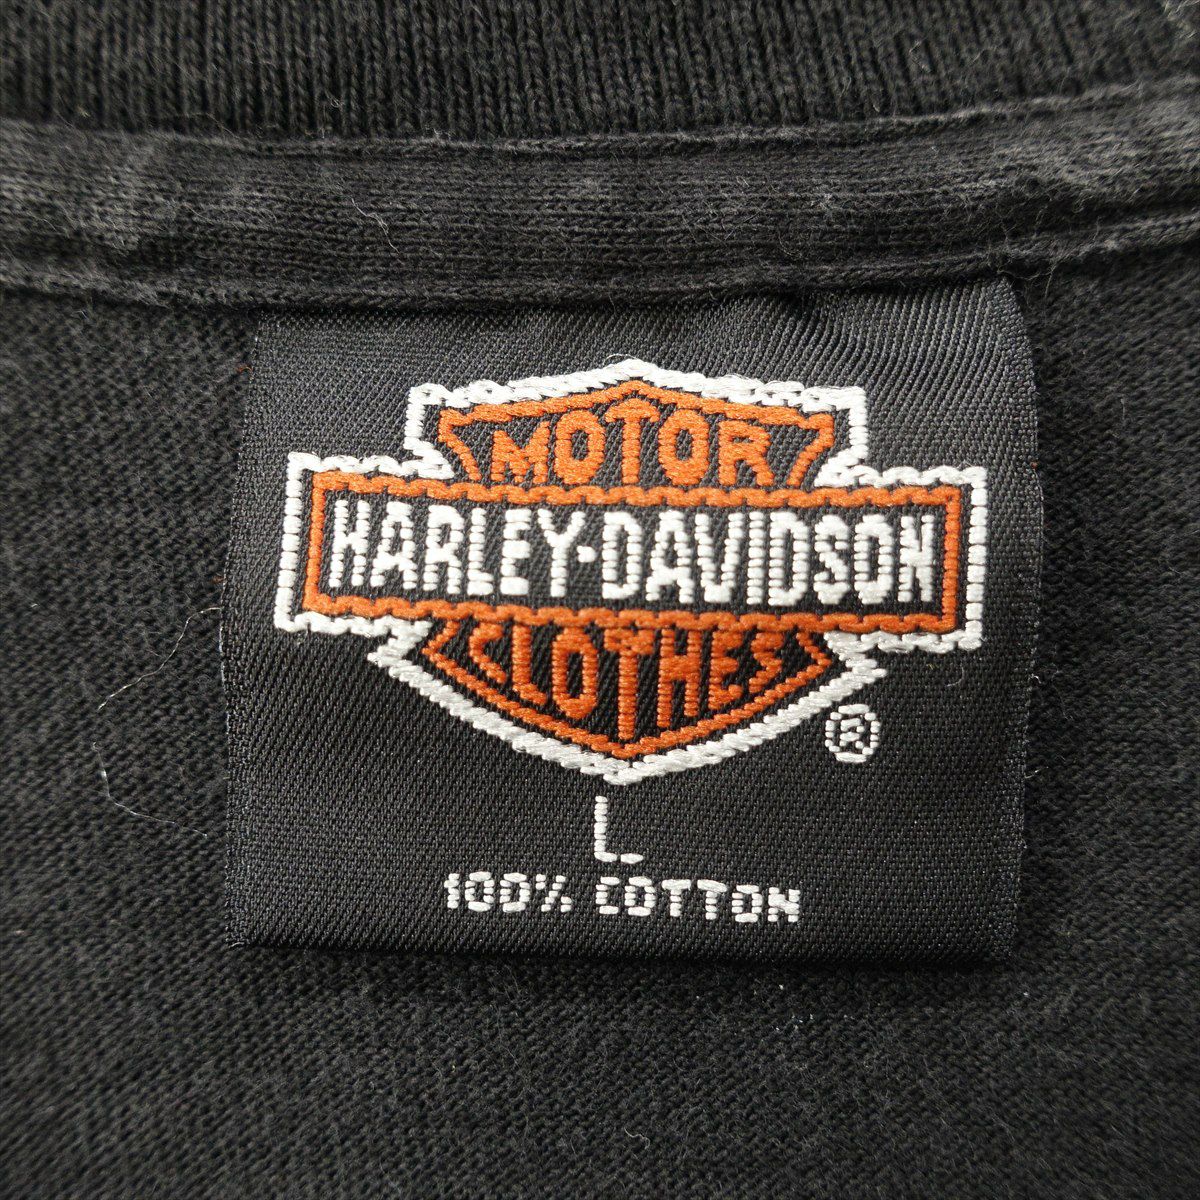 MOTOR
HARLEY-DAVIDSON
CLOTHES
®
L
100% COTTON